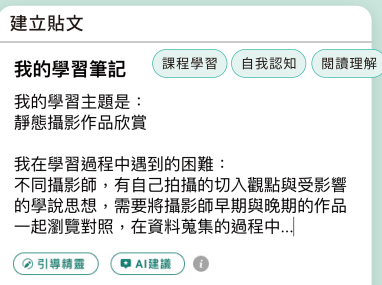 建立貼文
我的學習筆記
課程學習 自我認知 閱讀理解
我的學習主題是：
靜態攝影作品欣賞
我在學習過程中遇到的困難：
不同攝影師，有自己拍攝的切入觀點與受影響
的學說思想，需要將攝影師早期與晚期的作品
一起瀏覽對照，在資料蒐集的過程中...
引導精靈 AI建議